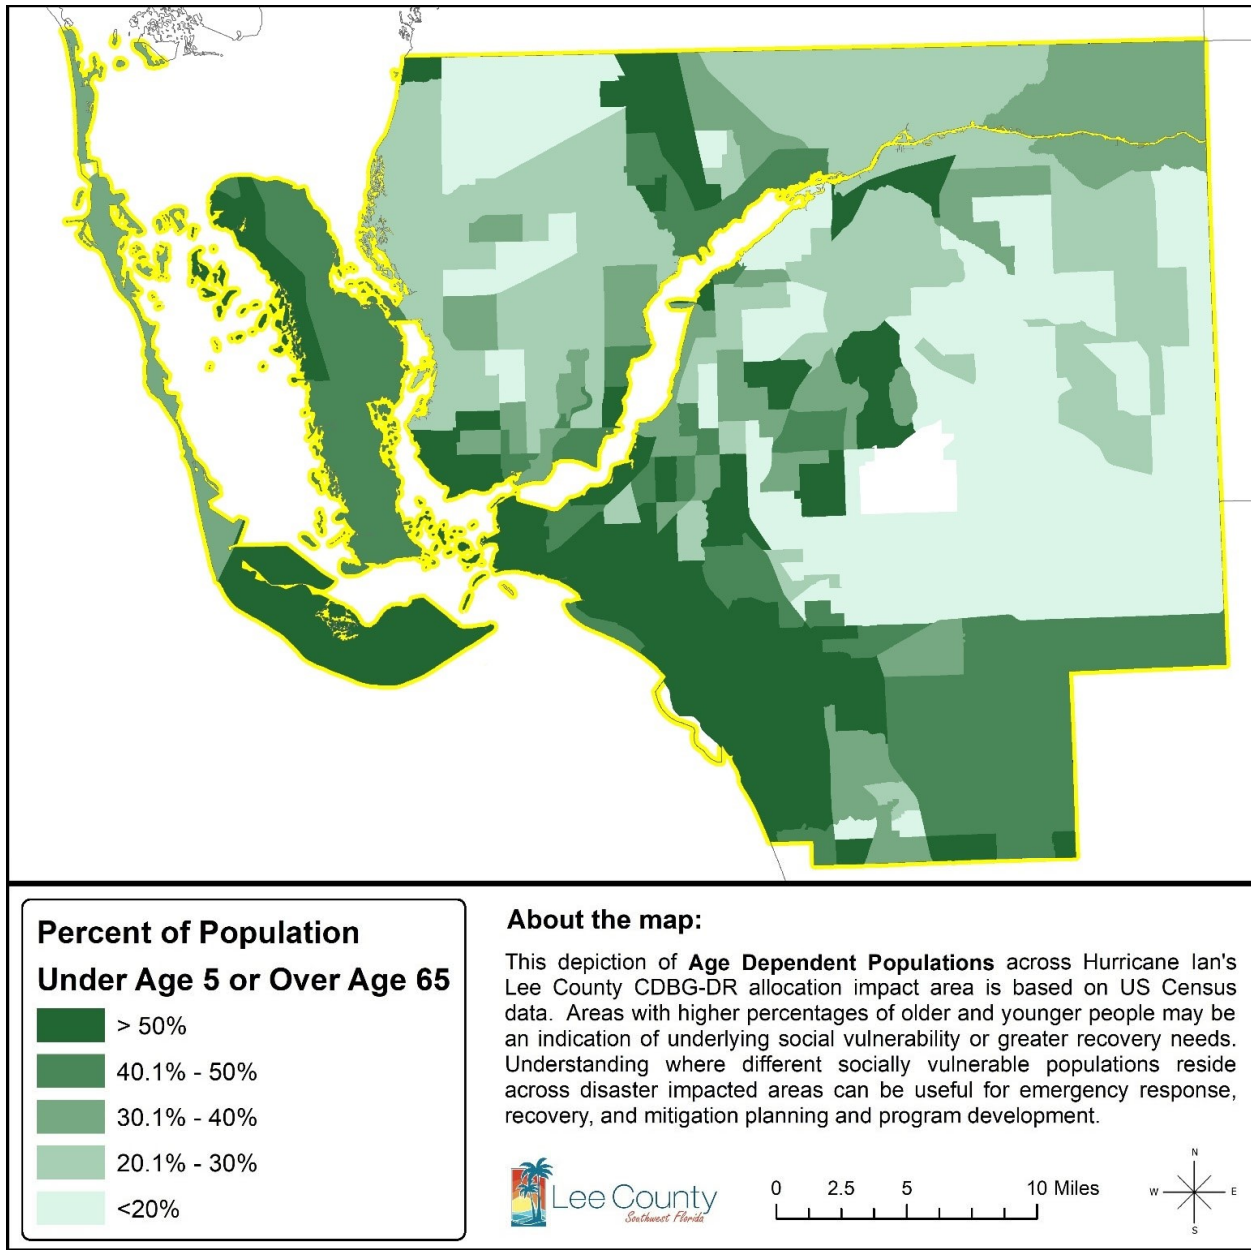 Percent of Population
Under Age 5 or Over Age 65
> 50%
40.1% - 50%
30.1% - 40%
20.1% - 30%
<20%
About the map:
This depiction of Age Dependent Populations across Hurricane Ian's
Lee County CDBG-DR allocation impact area is based on US Census
data. Areas with higher percentages of older and younger people may be
an indication of underlying social vulnerability or greater recovery needs.
Understanding where different socially vulnerable populations reside
across disaster impacted areas can be useful for emergency response,
recovery, and mitigation planning and program development.
Lee County
Southwest Florida
0 2.5 5 10 Miles
N
W E
S